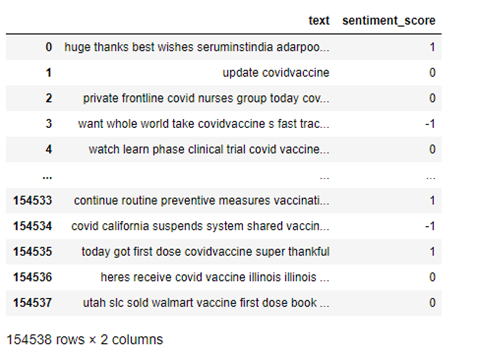 text sentiment_score
0 huge thanks best wishes seruminstindia adarpoo... 1
1 update covidvaccine 0
2 private frontline covid nurses group today cov... 0
3 want whole world take covidvaccine s fast trac... -1
4 watch learn phase clinical trial covid vaccine... 0
... ... ...
154533 continue routine preventive measures vaccinati... 1
154534 covid california suspends system shared vaccin... -1
154535 today got first dose covidvaccine super thankful 1
154536 heres receive covid vaccine illinois illinois ... 0
154537 utah slc sold walmart vaccine first dose book ... 0
154538 rows × 2 columns